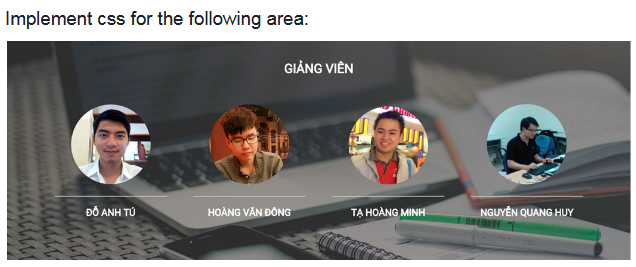 Implement css for the following area:
GIẢNG VIÊN
ĐỖ ANH TÚ
HOÀNG VĂN ĐÔNG
TẠ HOÀNG MINH
NGUYỄN QUANG HUY